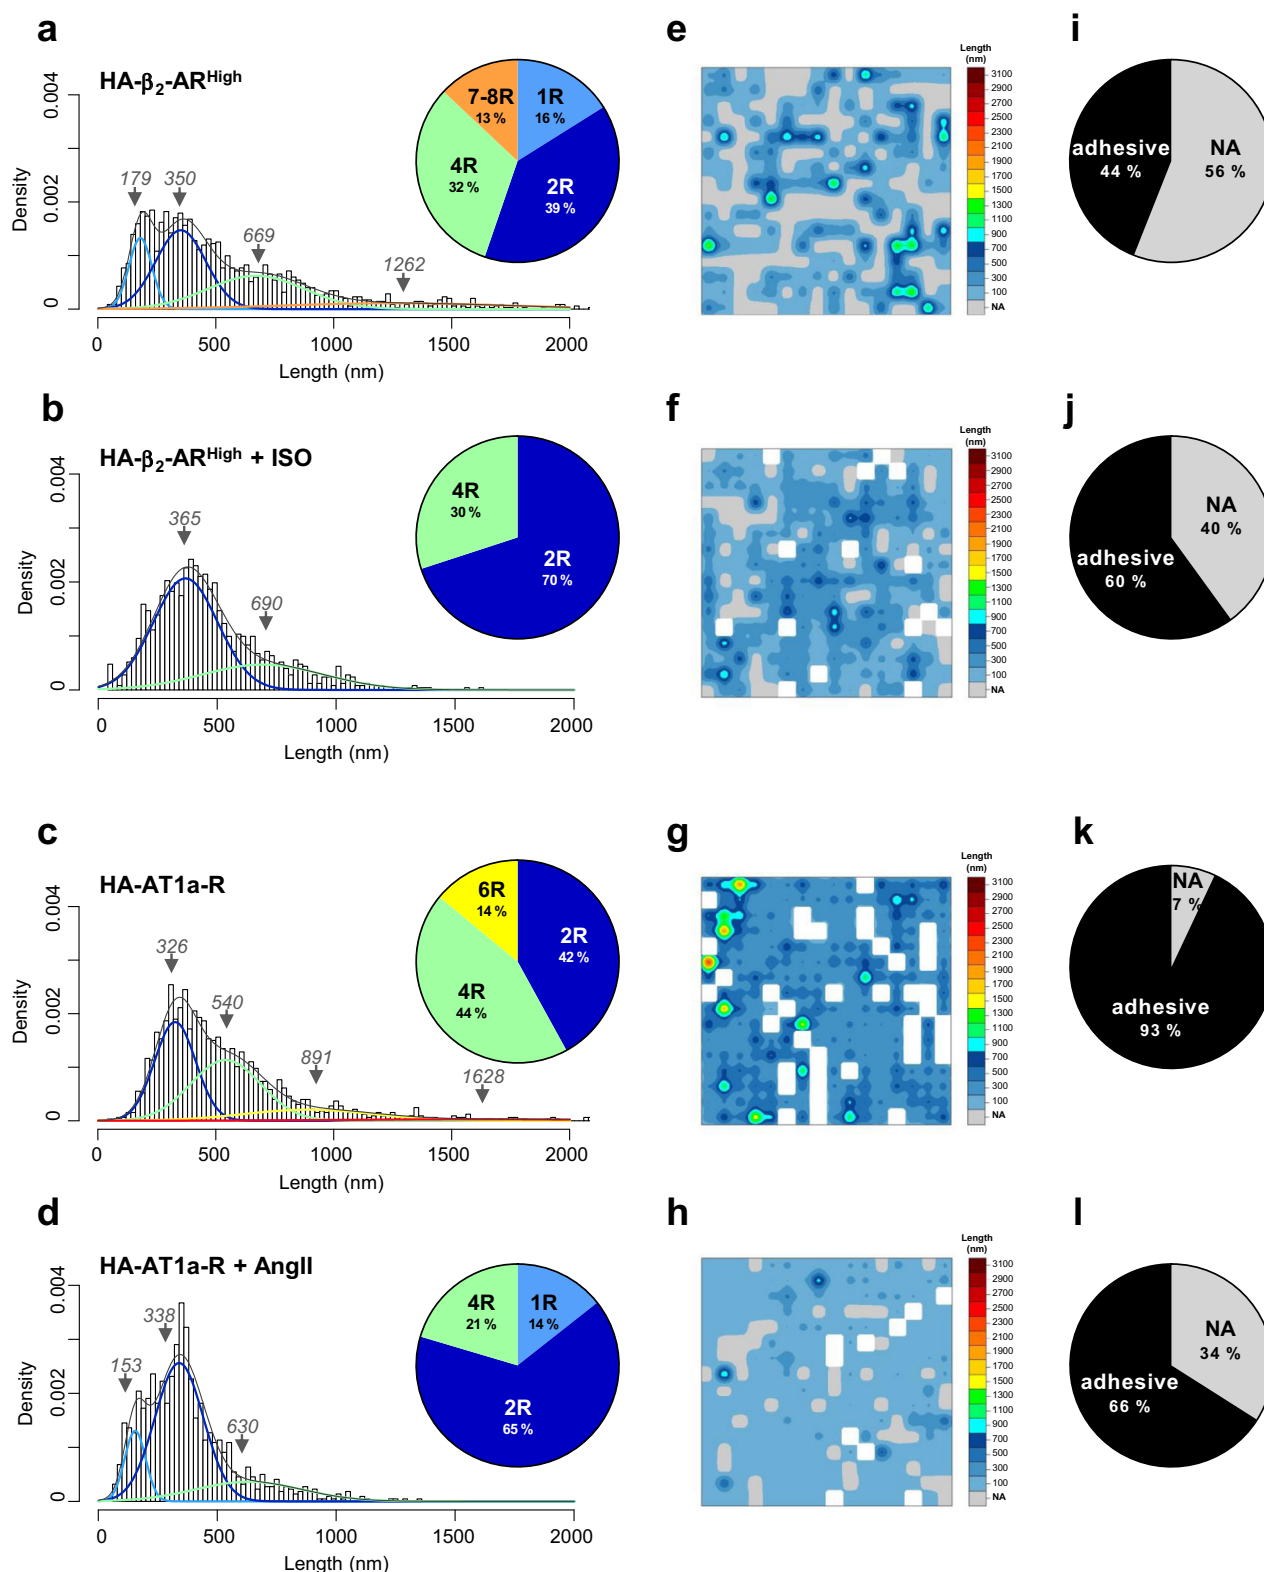 a
HA-β2-ARHigh
0.004
0.002
0
Density
179
350
669
1262
0
500
1000
1500
2000
Length (nm)
7-8R
13 %
1R
16 %
4R
32 %
2R
39 %
e
Length
(nm)
3100
2900
2700
2500
2300
2100
1900
1700
1500
1300
1100
900
700
500
300
100
NA
i
adhesive
44 %
NA
56 %
b
HA-β2-ARHigh + ISO
0.004
0.002
0
Density
365
690
0
500
1000
1500
2000
Length (nm)
4R
30 %
2R
70 %
f
Length
(nm)
3100
2900
2700
2500
2300
2100
1900
1700
1500
1300
1100
900
700
500
300
100
NA
j
NA
40 %
adhesive
60 %
c
HA-AT1a-R
0.004
0.002
0
Density
326
540
891
1628
0
500
1000
1500
2000
Length (nm)
6R
14 %
2R
42 %
4R
44 %
g
Length
(nm)
3100
2900
2700
2500
2300
2100
1900
1700
1500
1300
1100
900
700
500
300
100
NA
k
NA
7 %
adhesive
93 %
d
HA-AT1a-R + AngII
0.004
0.002
0
Density
153
338
630
0
500
1000
1500
2000
Length (nm)
4R
21 %
1R
14 %
2R
65 %
h
Length
(nm)
3100
2900
2700
2500
2300
2100
1900
1700
1500
1300
1100
900
700
500
300
100
NA
l
NA
34 %
adhesive
66 %